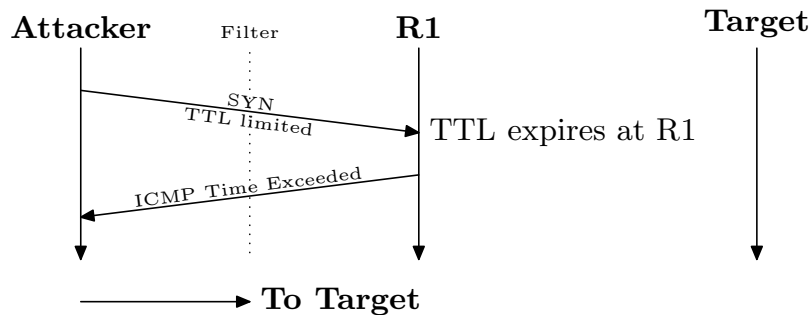 Attacker
Filter
R1
Target
SYN
TTL limited
TTL expires at R1
ICMP Time Exceeded
To Target